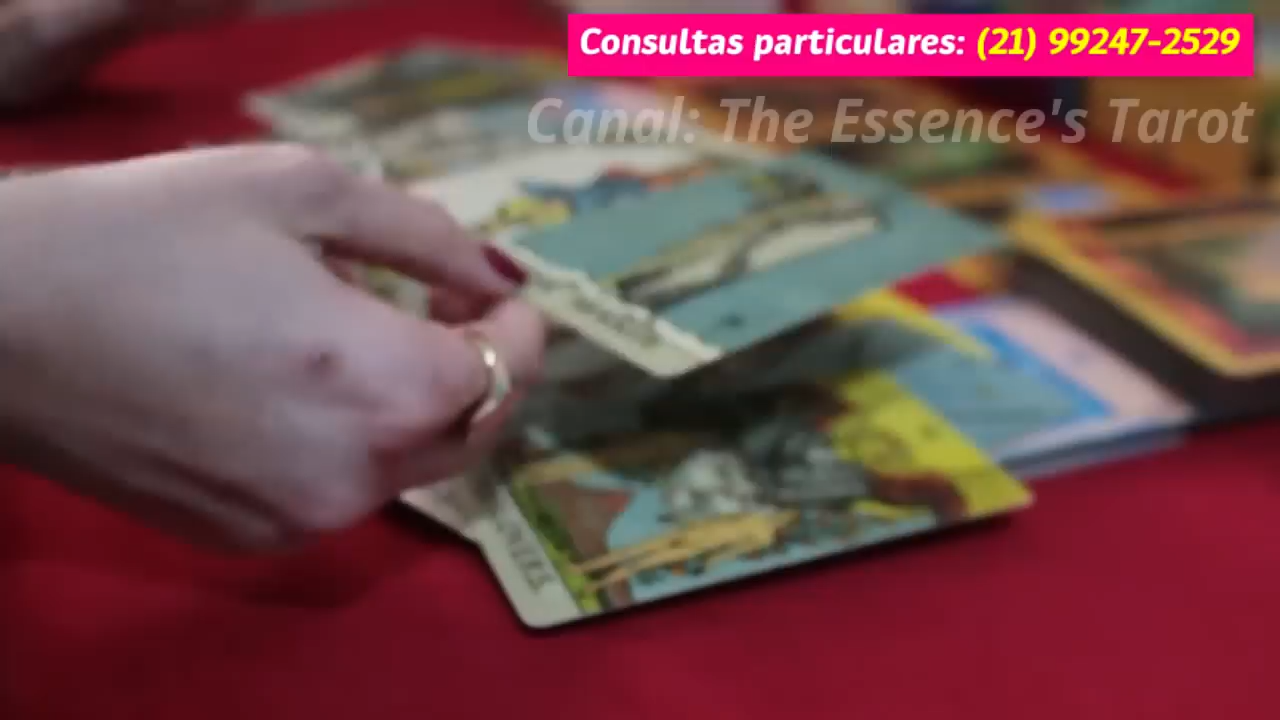 Consultas particulares: (21) 99247-2529
Canal: The Essence's Tarot